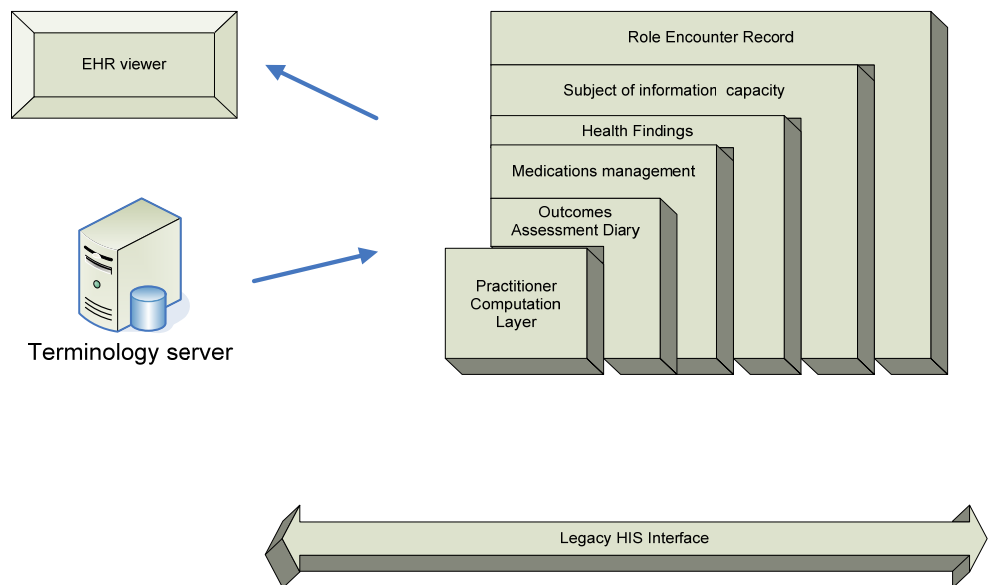 EHR viewer
Role Encounter Record
Subject of information capacity
Health Findings
Medications management
Outcomes
Assessment Diary
Practitioner
Computation
Layer
Terminology server
Legacy HIS Interface